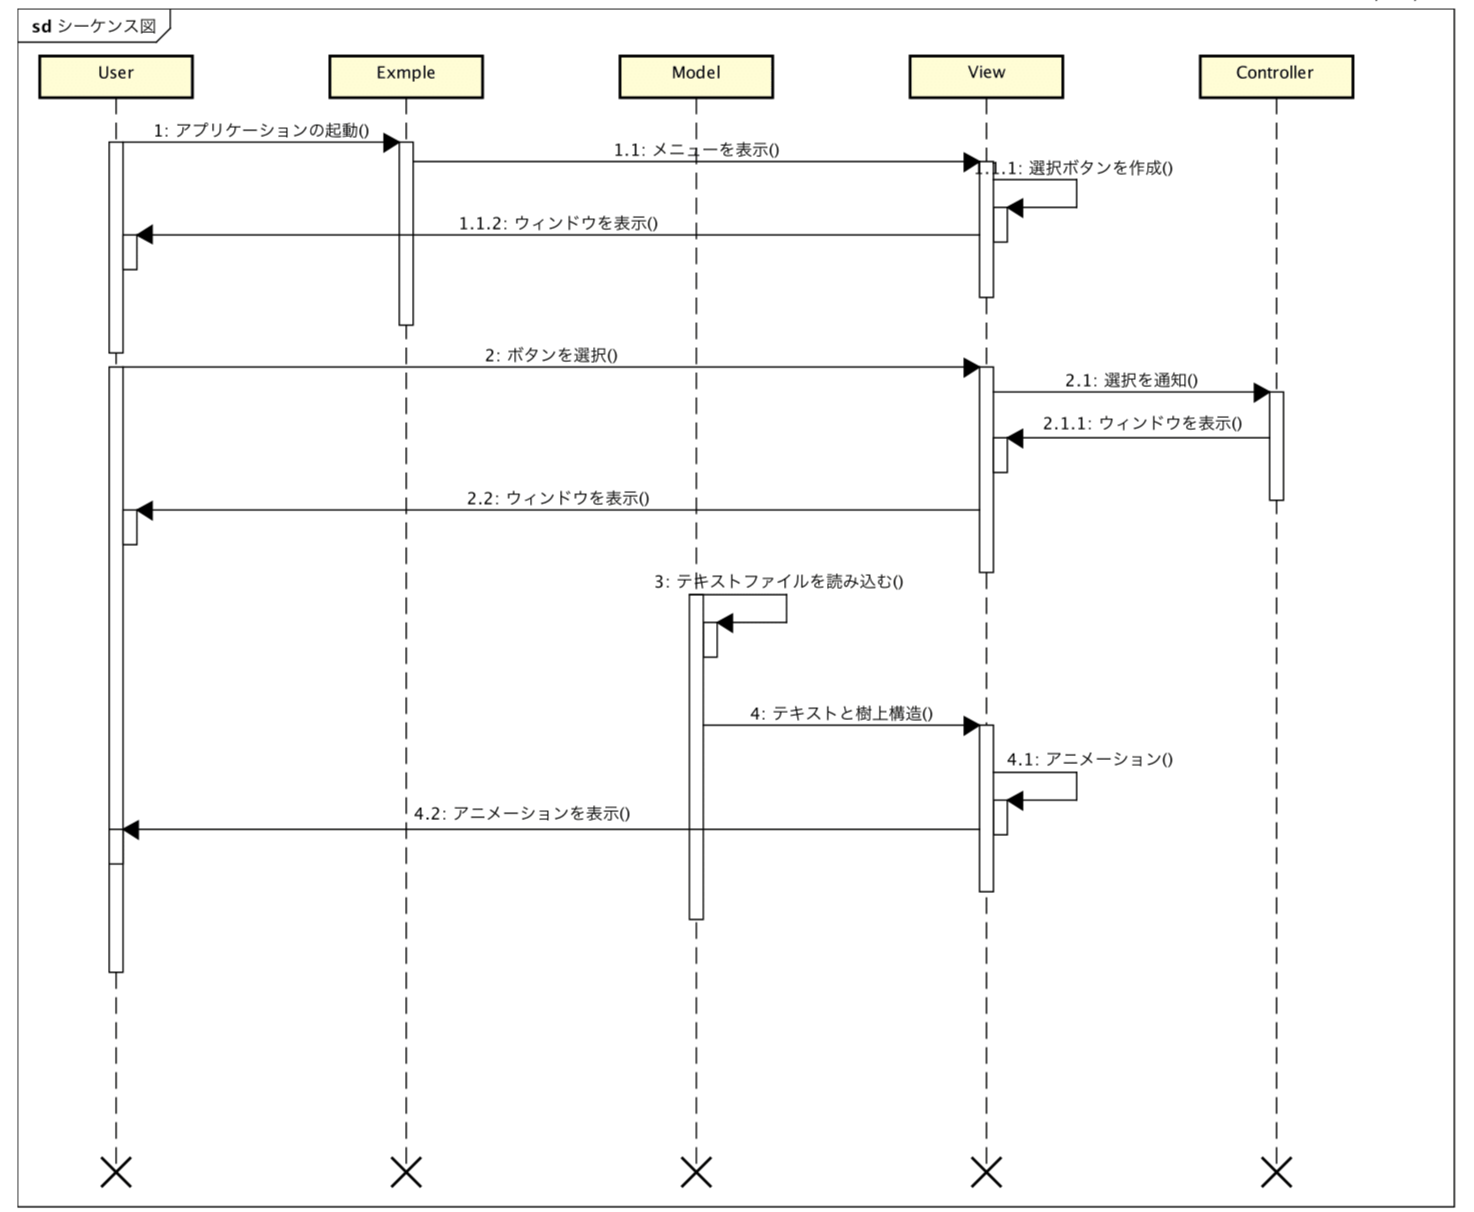 sd シーケンス図
User
Exmple
Model
View
Controller
1: アプリケーションの起動()
1.1: メニューを表示()
1.1.1: 選択ボタンを作成()
1.1.2: ウィンドウを表示()
2: ボタンを選択()
2.1: 選択を通知()
2.1.1: ウィンドウを表示()
2.2: ウィンドウを表示()
3: テキストファイルを読み込む()
4: テキストと樹上構造()
4.1: アニメーション()
4.2: アニメーションを表示()